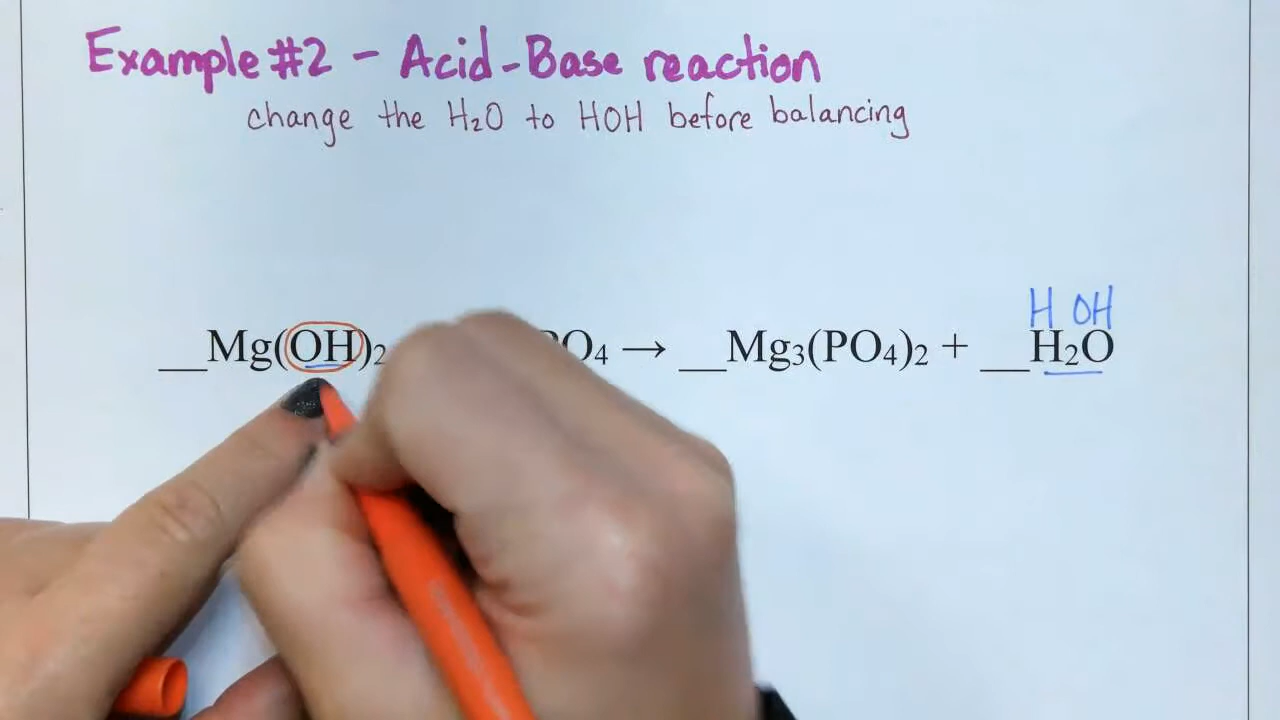 Example #2 - Acid-Base reaction
change the H₂O to HOH before balancing
H OH
__Mg(OH)₂ O₄ → __Mg₃(PO₄)₂ + __H₂O